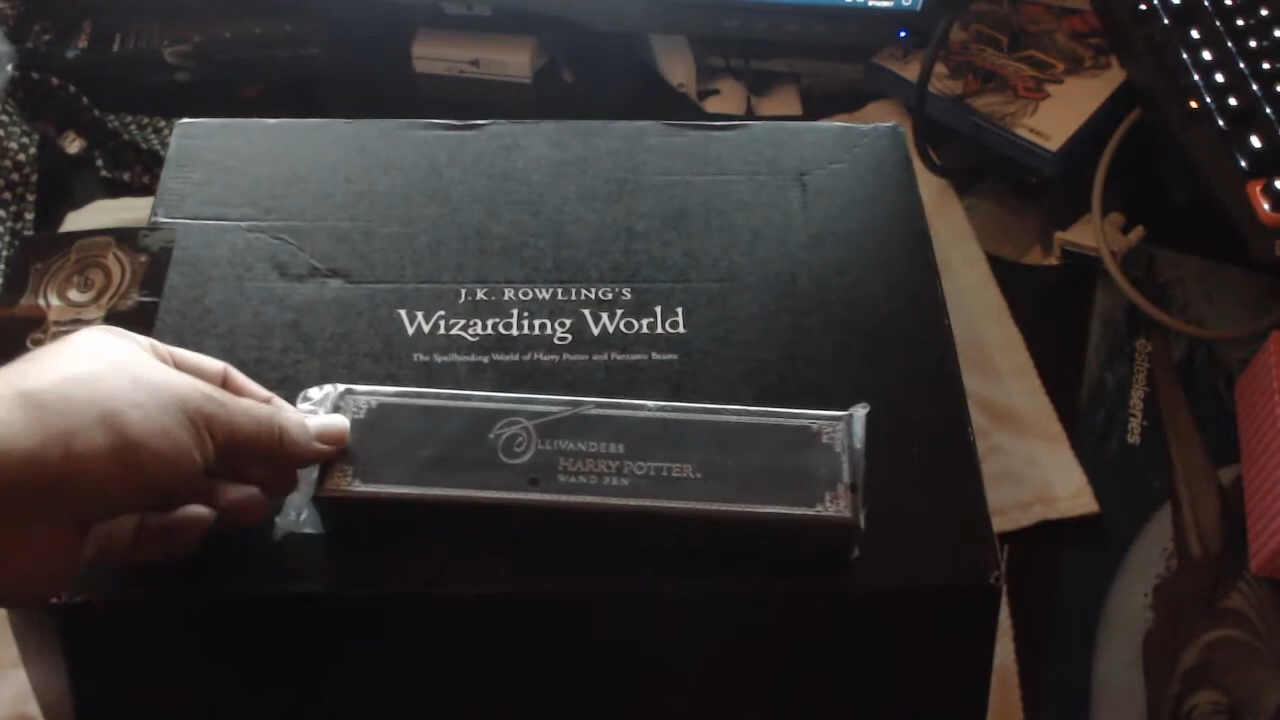 J.K. ROWLING'S
Wizarding World
The Spellbinding World of Harry Potter and Fantastic Beasts
OLLIVANDERS
HARRY POTTER
WAND PEN
steelseries